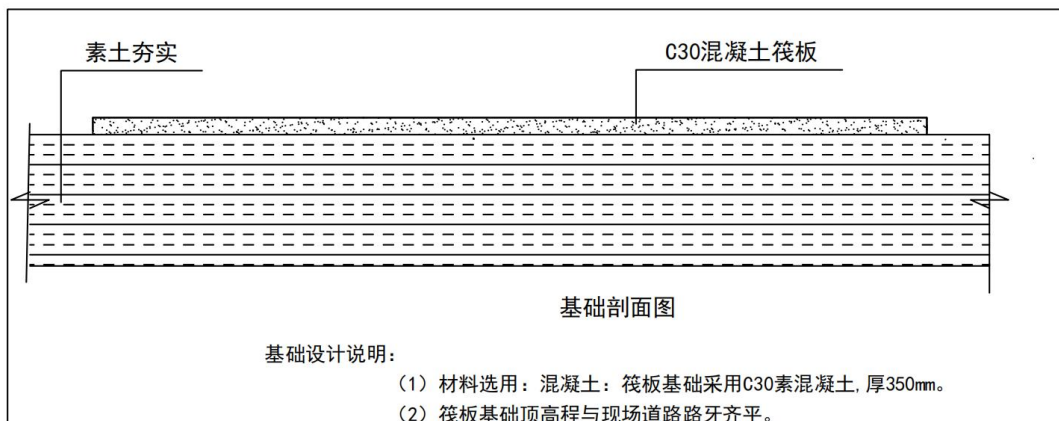 素土夯实
C30混凝土筏板
基础剖面图
基础设计说明:
(1) 材料选用: 混凝土: 筏板基础采用C30素混凝土,厚350mm。
(2) 筏板基础顶高程与现场道路路牙齐平。